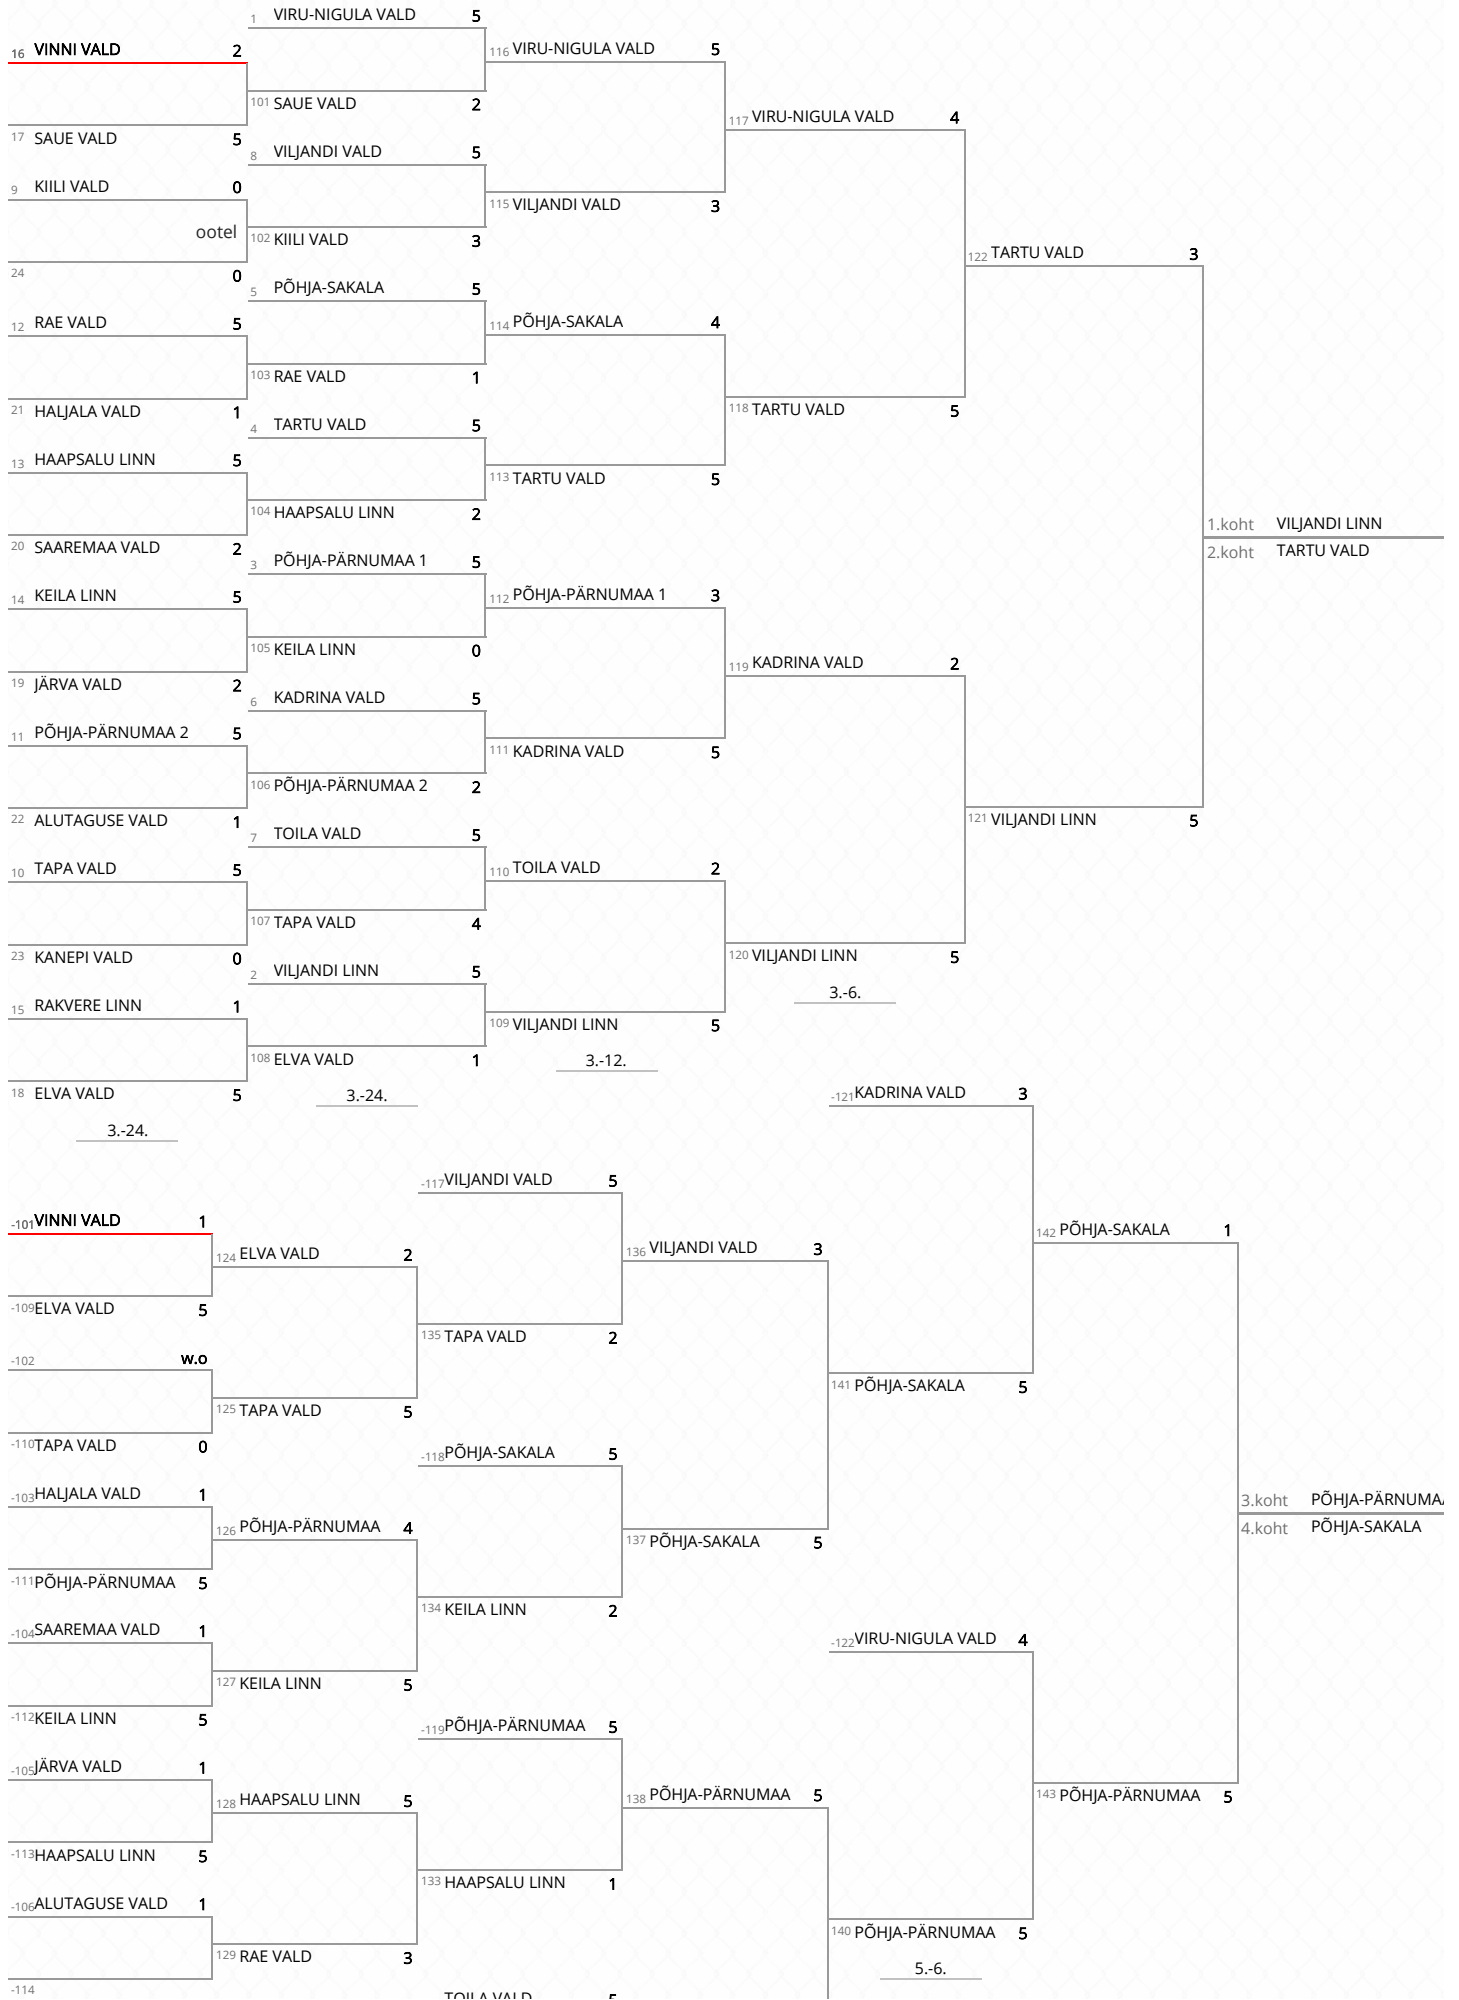 1 VIRU-NIGULA VALD 5
16 VINNI VALD 2
116 VIRU-NIGULA VALD 5
101 SAUE VALD 2
117 VIRU-NIGULA VALD 4
17 SAUE VALD 5
8 VILJANDI VALD 5
9 KIILI VALD 0
115 VILJANDI VALD 3
ootel
102 KIILI VALD 3
122 TARTU VALD 3
24 0
5 PÕHJA-SAKALA 5
12 RAE VALD 5
114 PÕHJA-SAKALA 4
103 RAE VALD 1
21 HALJALA VALD 1
118 TARTU VALD 5
4 TARTU VALD 5
13 HAAPSALU LINN 5
113 TARTU VALD 5
104 HAAPSALU LINN 2
1.koht VILJANDI LINN
20 SAAREMAA VALD 2
2.koht TARTU VALD
3 PÕHJA-PÄRNUMAA 1 5
14 KEILA LINN 5
112 PÕHJA-PÄRNUMAA 1 3
105 KEILA LINN 0
119 KADRINA VALD 2
19 JÄRVA VALD 2
6 KADRINA VALD 5
11 PÕHJA-PÄRNUMAA 2 5
111 KADRINA VALD 5
106 PÕHJA-PÄRNUMAA 2 2
22 ALUTAGUSE VALD 1
121 VILJANDI LINN 5
7 TOILA VALD 5
10 TAPA VALD 5
110 TOILA VALD 2
107 TAPA VALD 4
23 KANEPI VALD 0
120 VILJANDI LINN 5
2 VILJANDI LINN 5
3.-6.
15 RAKVERE LINN 1
109 VILJANDI LINN 5
108 ELVA VALD 1
3.-12.
18 ELVA VALD 5
3.-24.
-121 KADRINA VALD 3
3.-24.
-117 VILJANDI VALD 5
-101 VINNI VALD 1
142 PÕHJA-SAKALA 1
124 ELVA VALD 2
136 VILJANDI VALD 3
-109 ELVA VALD 5
135 TAPA VALD 2
-102 w.o
141 PÕHJA-SAKALA 5
125 TAPA VALD 5
-110 TAPA VALD 0
-118 PÕHJA-SAKALA 5
-103 HALJALA VALD 1
3.koht PÕHJA-PÄRNUMA
126 PÕHJA-PÄRNUMAA 4
4.koht PÕHJA-SAKALA
137 PÕHJA-SAKALA 5
-111 PÕHJA-PÄRNUMAA 5
134 KEILA LINN 2
-104 SAAREMAA VALD 1
-122 VIRU-NIGULA VALD 4
127 KEILA LINN 5
-112 KEILA LINN 5
-119 PÕHJA-PÄRNUMAA 5
-105 JÄRVA VALD 1
138 PÕHJA-PÄRNUMAA 5
143 PÕHJA-PÄRNUMAA 5
128 HAAPSALU LINN 5
-113 HAAPSALU LINN 5
133 HAAPSALU LINN 1
-106 ALUTAGUSE VALD 1
140 PÕHJA-PÄRNUMAA 5
129 RAE VALD 3
5.-6.
-114
TOILA VALD 5